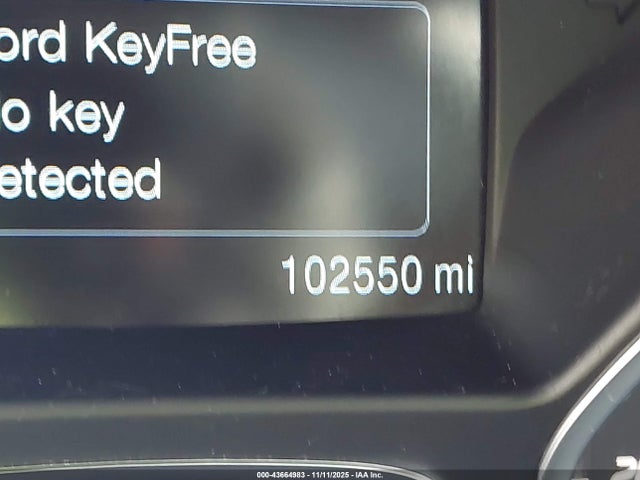 ord KeyFree
o key
etected
102550 mi
000-43664983 - 11/11/2025 - IAA Inc.